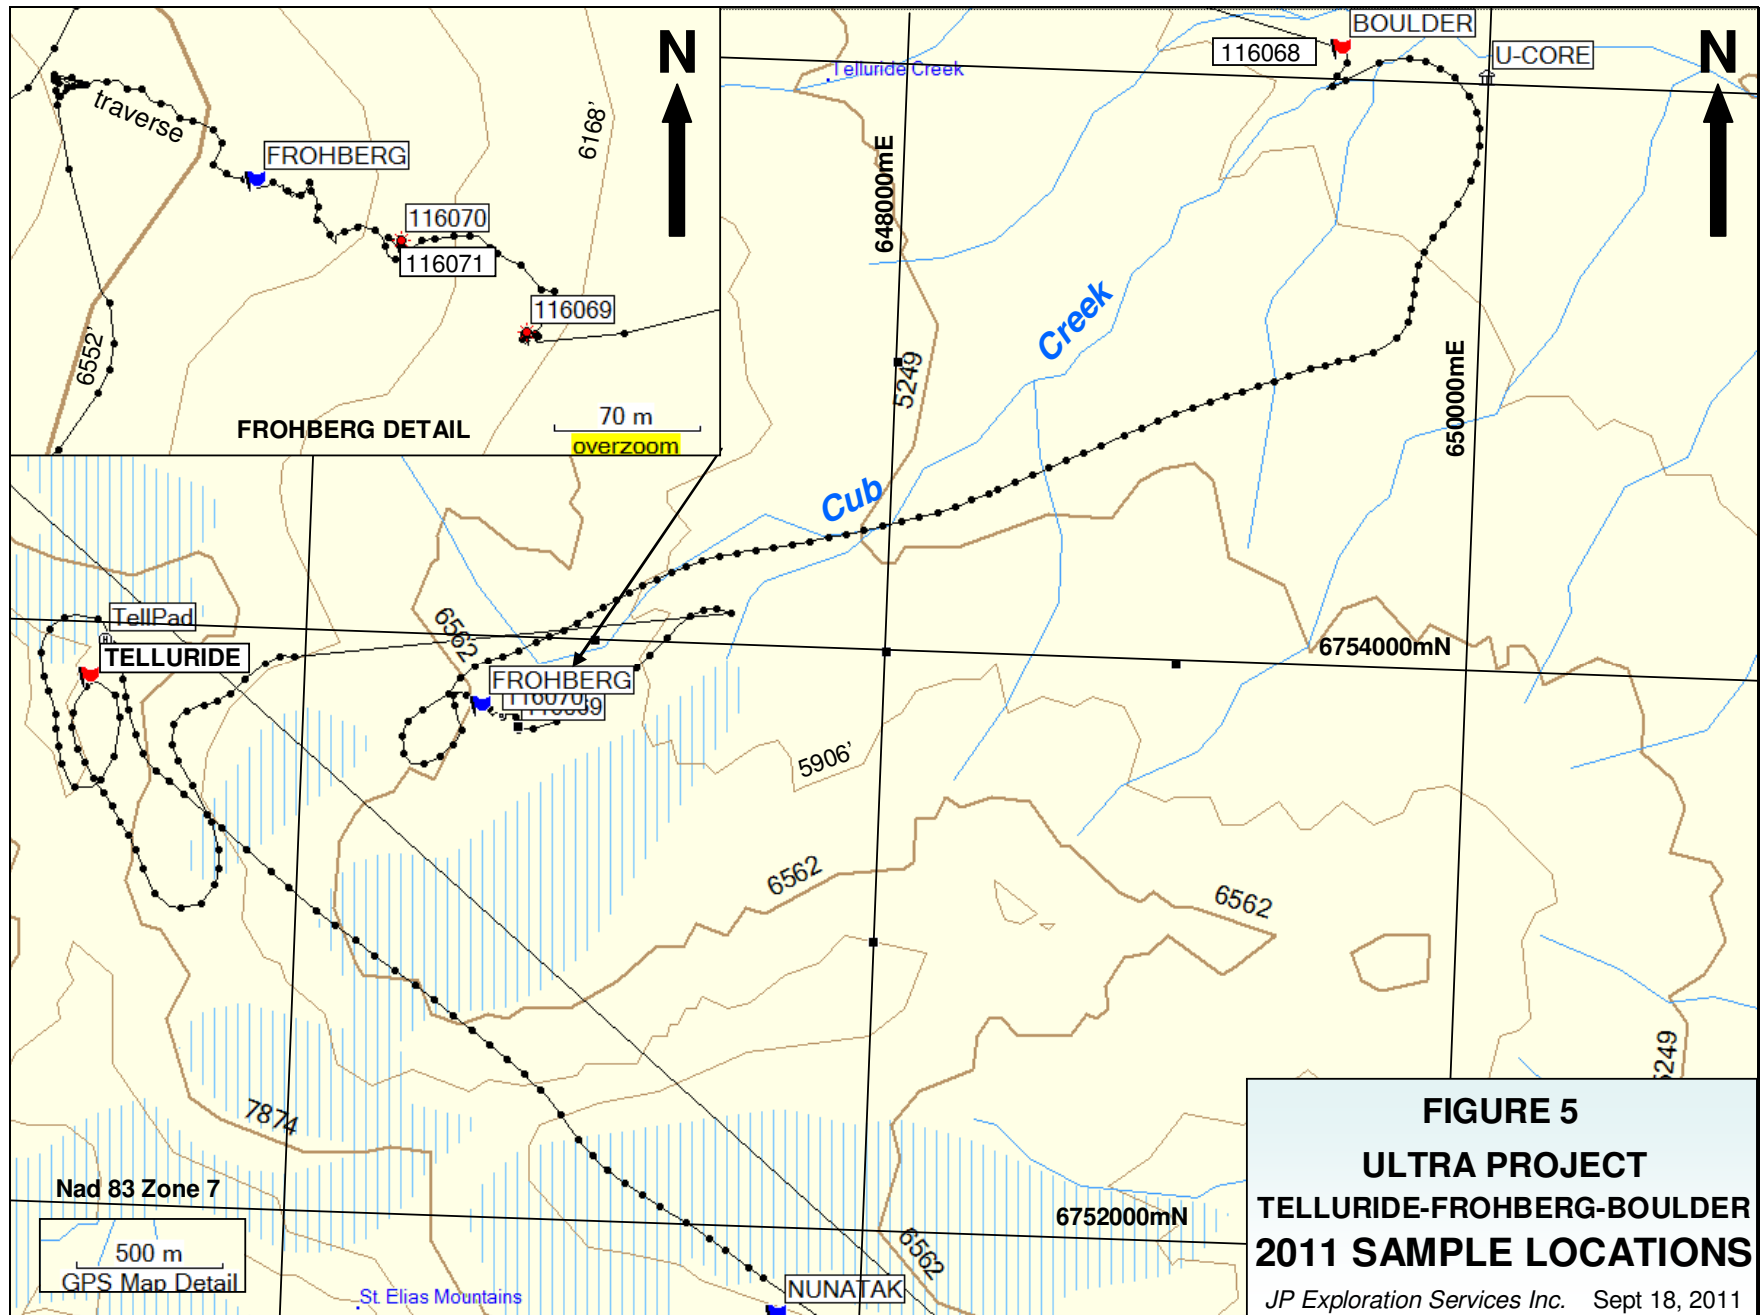 N
traverse
FROHBERG
6168'
116070
116071
116069
6552'
FROHBERG DETAIL
70 m
overzoom
BOULDER
116068
U-CORE
N
Telluride Creek
648000mE
5249
Creek
Cub
650000mE
TellPad
TELLURIDE
6562'
FROHBERG
116070
6754000mN
5906'
6562
6562
5249
7874
Nad 83 Zone 7
6752000mN
6562
500 m
GPS Map Detail
St. Elias Mountains
NUNATAK
FIGURE 5
ULTRA PROJECT
TELLURIDE-FROHBERG-BOULDER
2011 SAMPLE LOCATIONS
JP Exploration Services Inc. Sept 18, 2011